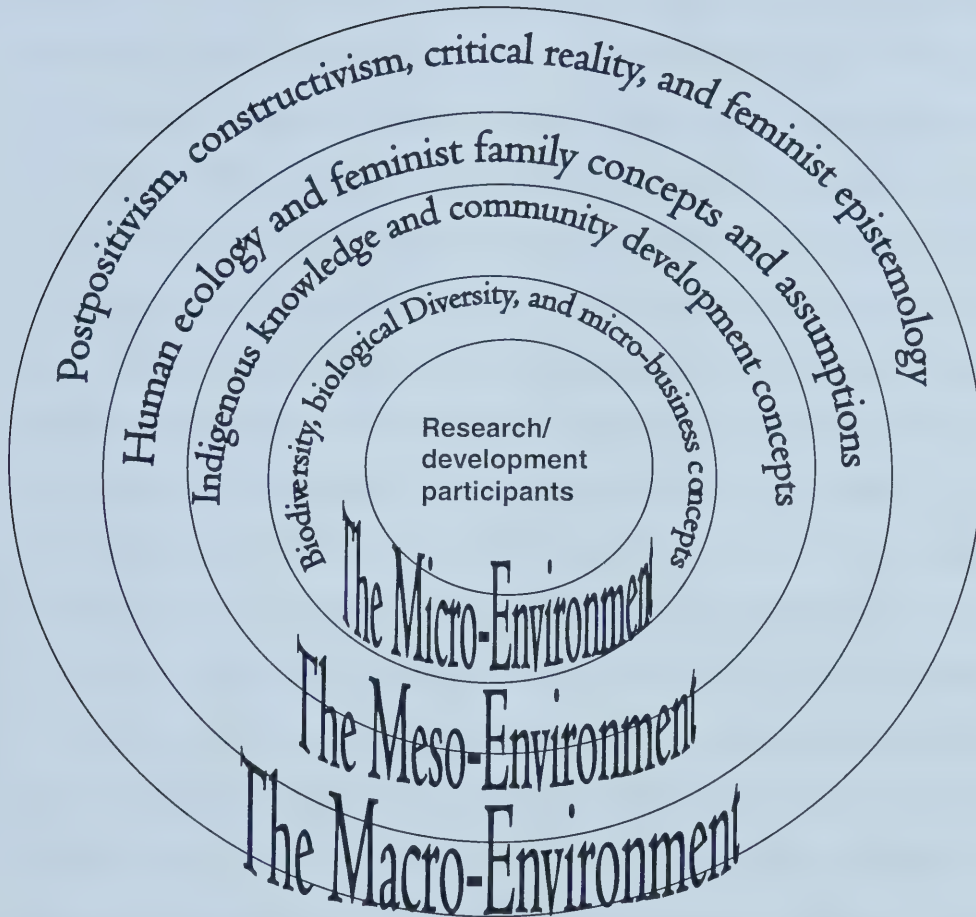 Postpositivism, constructivism, critical reality, and feminist epistemology
Human ecology and feminist family concepts and assumptions
Indigenous knowledge and community development concepts
Biodiversity, biological Diversity, and micro-business concepts
Research/
development
participants
The Micro-Environment
The Meso-Environment
The Macro-Environment